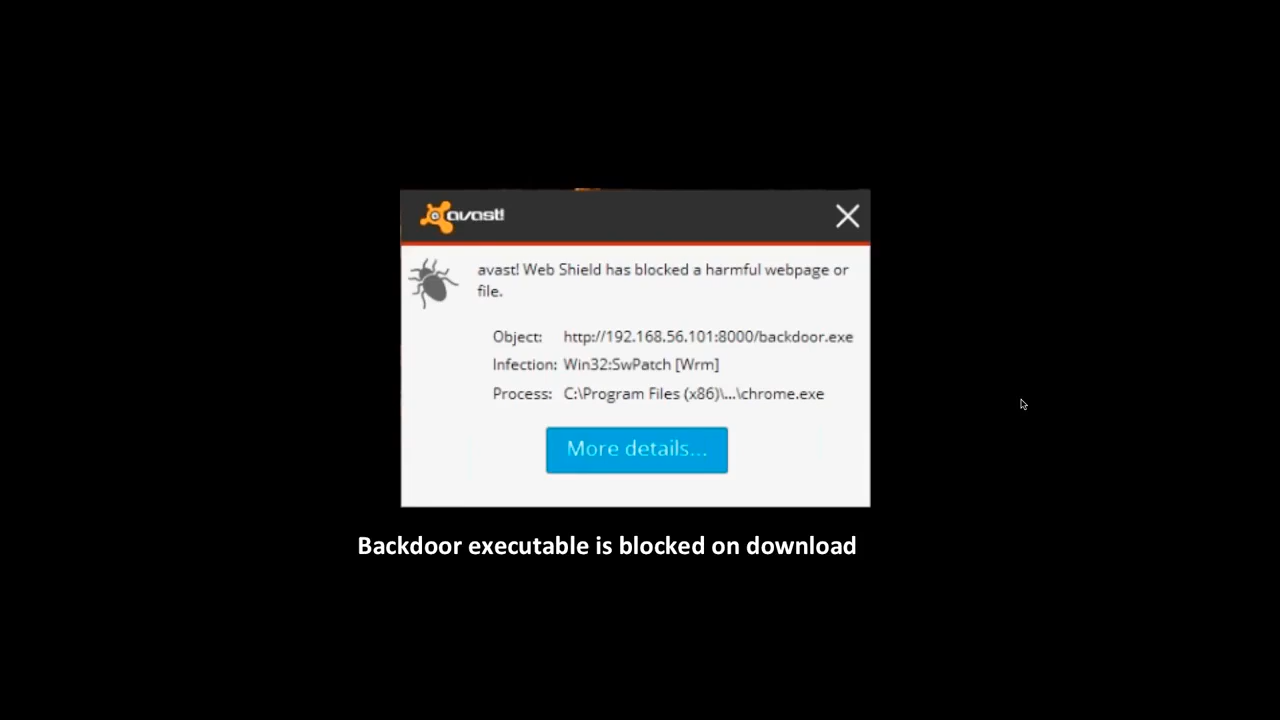 avast!
avast! Web Shield has blocked a harmful webpage or
file.
Object: http://192.168.56.101:8000/backdoor.exe
Infection: Win32:SwPatch [Wrm]
Process: C:\Program Files (x86)\...\chrome.exe
More details...
Backdoor executable is blocked on download